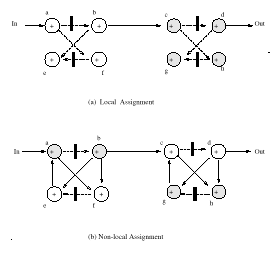 In a b c d Out
+ + + +
+ + + +
e f g h
(a) Local Assignment
In a b c d Out
+ + + +
+ + + +
e f g h
(b) Non-local Assignment.